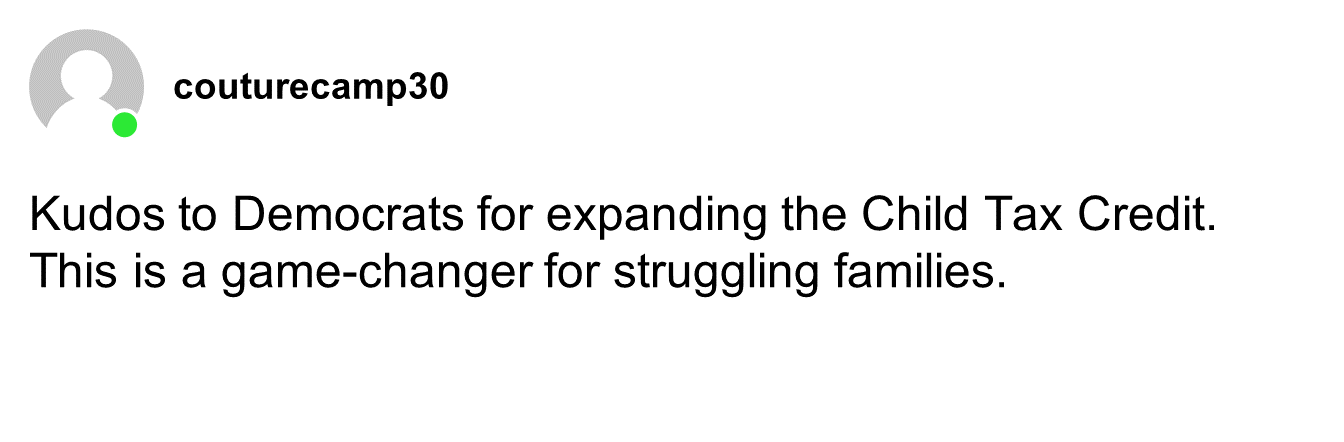 couturecamp30
Kudos to Democrats for expanding the Child Tax Credit.
This is a game-changer for struggling families.